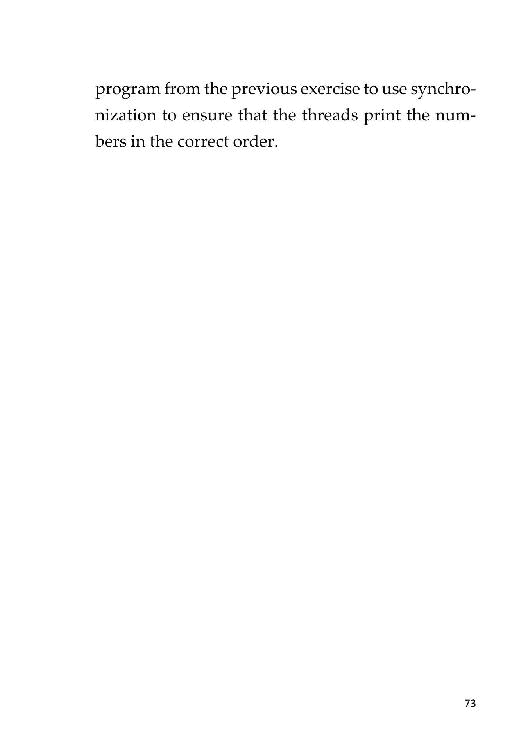 program from the previous exercise to use synchro-
nization to ensure that the threads print the num-
bers in the correct order.
73